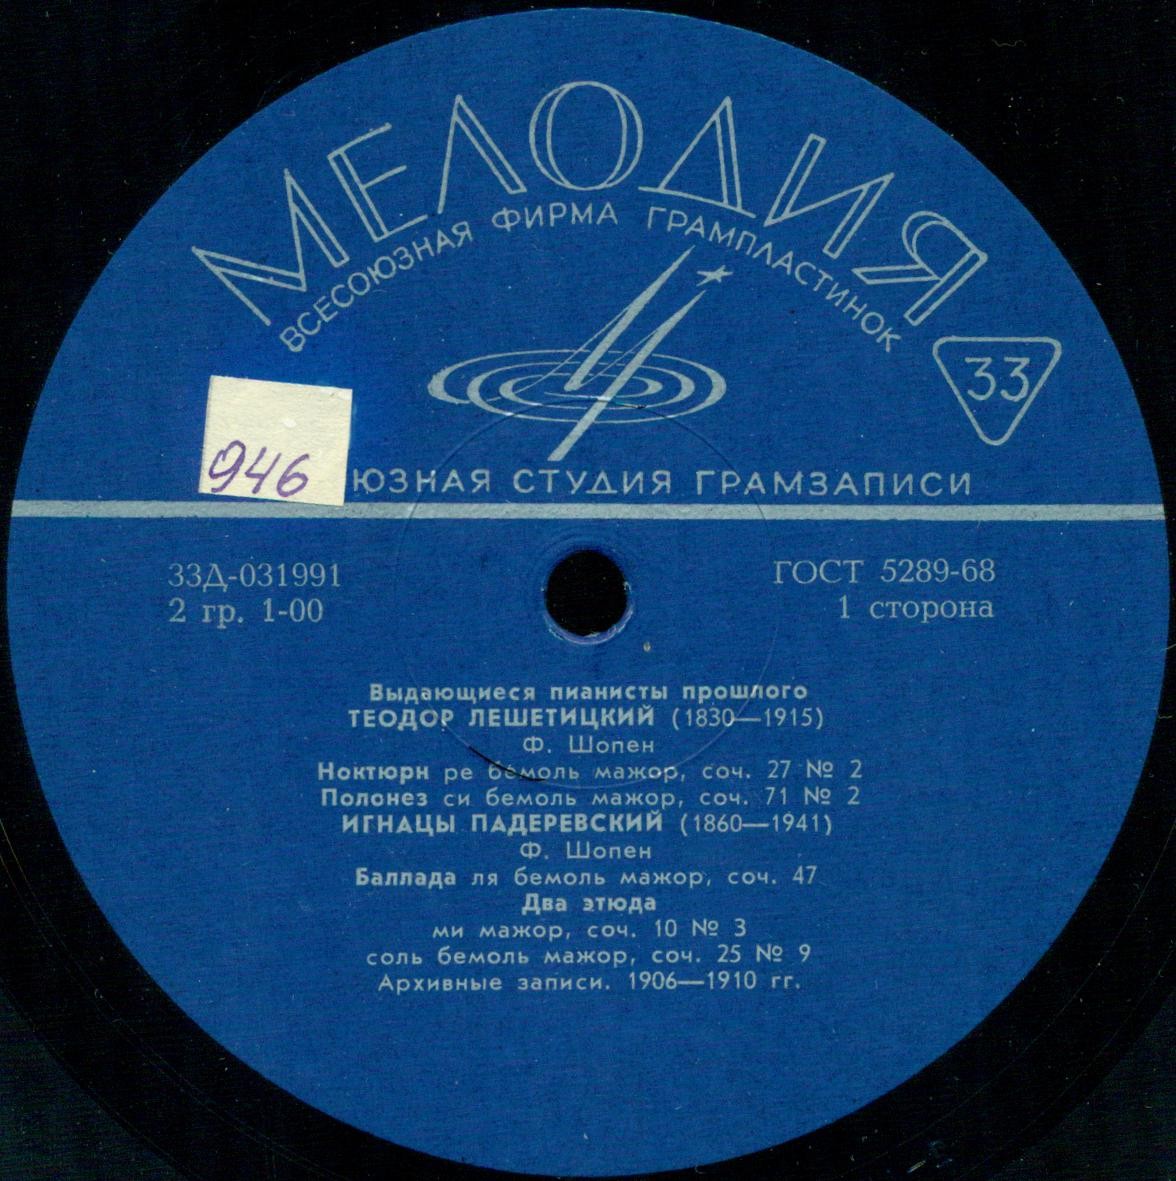 МЕЛОДИЯ
ВСЕСОЮЗНАЯ ФИРМА ГРАМПЛАСТИНОК
33
946
ЮЗНАЯ СТУДИЯ ГРАМЗАПИСИ
33Д-031991
2 гр. 1-00
ГОСТ 5289-68
1 сторона
Выдающиеся пианисты прошлого
ТЕОДОР ЛЕШЕТИЦКИЙ (1830—1915)
Ф. Шопен
Ноктюрн ре бемоль мажор, соч. 27 № 2
Полонез си бемоль мажор, соч. 71 № 2
ИГНАЦЫ ПАДЕРЕВСКИЙ (1860—1941)
Ф. Шопен
Баллада ля бемоль мажор, соч. 47
Два этюда
ми мажор, соч. 10 № 3
соль бемоль мажор, соч. 25 № 9
Архивные записи. 1906—1910 гг.